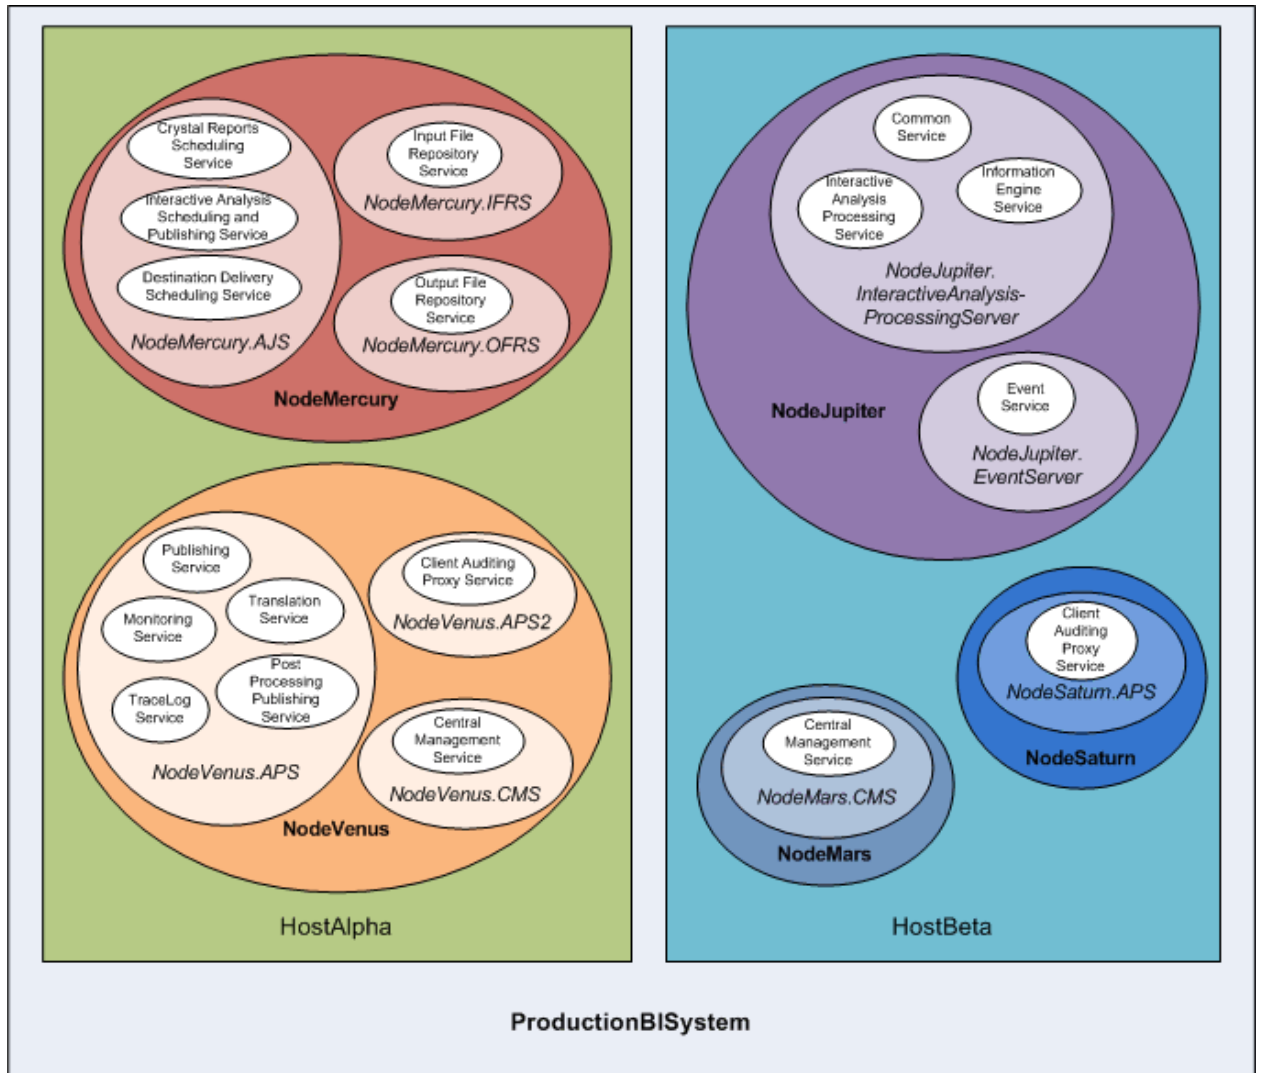 Crystal Reports
Scheduling
Service
Interactive Analysis
Scheduling and
Publishing Service
Destination Delivery
Scheduling Service
NodeMercury.AJS
Input File
Repository
Service
NodeMercury.IFRS
Output File
Repository
Service
NodeMercury.OFRS
NodeMercury
Publishing
Service
Monitoring
Service
Translation
Service
TraceLog
Service
Post
Processing
Publishing
Service
NodeVenus.APS
Client Auditing
Proxy Service
NodeVenus.APS2
Central
Management
Service
NodeVenus.CMS
NodeVenus
HostAlpha
Common
Service
Interactive
Analysis
Processing
Service
Information
Engine
Service
NodeJupiter.
InteractiveAnalysis-
ProcessingServer
NodeJupiter
Event
Service
NodeJupiter.
EventServer
Client
Auditing
Proxy
Service
NodeSaturn.APS
NodeSaturn
Central
Management
Service
NodeMars.CMS
NodeMars
HostBeta
ProductionBISystem